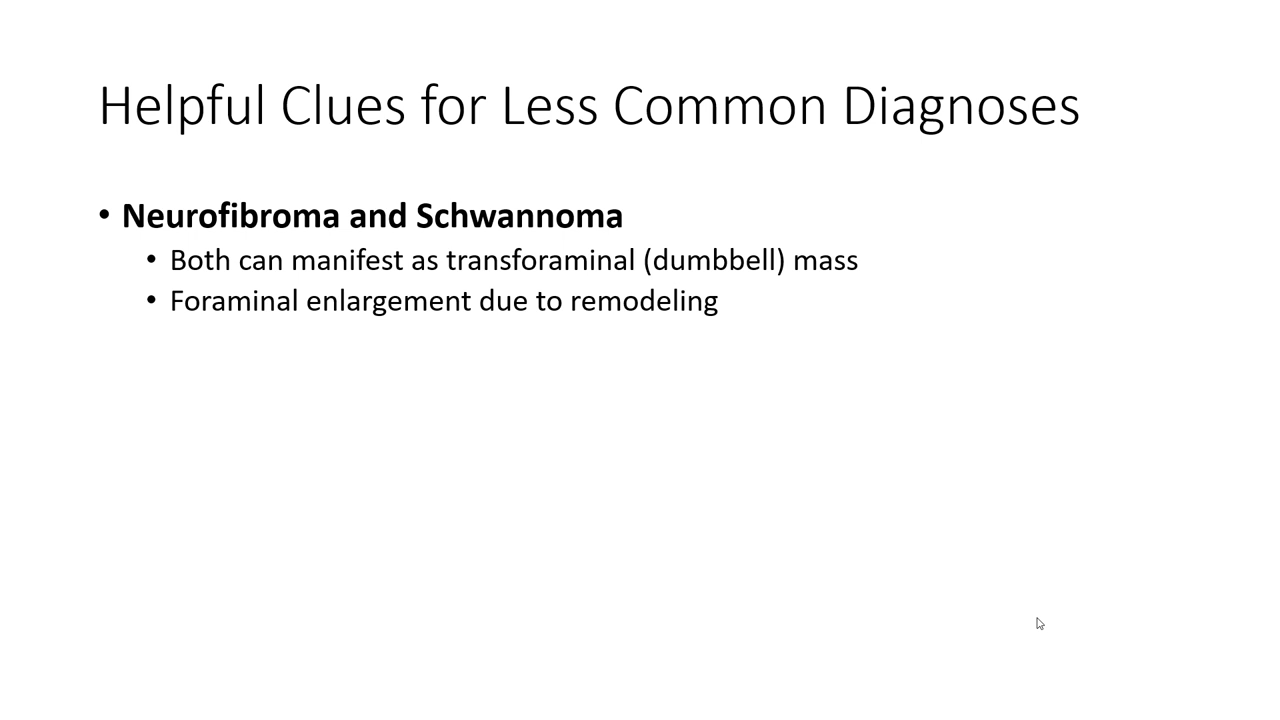 Helpful Clues for Less Common Diagnoses
• Neurofibroma and Schwannoma
• Both can manifest as transforaminal (dumbbell) mass
• Foraminal enlargement due to remodeling